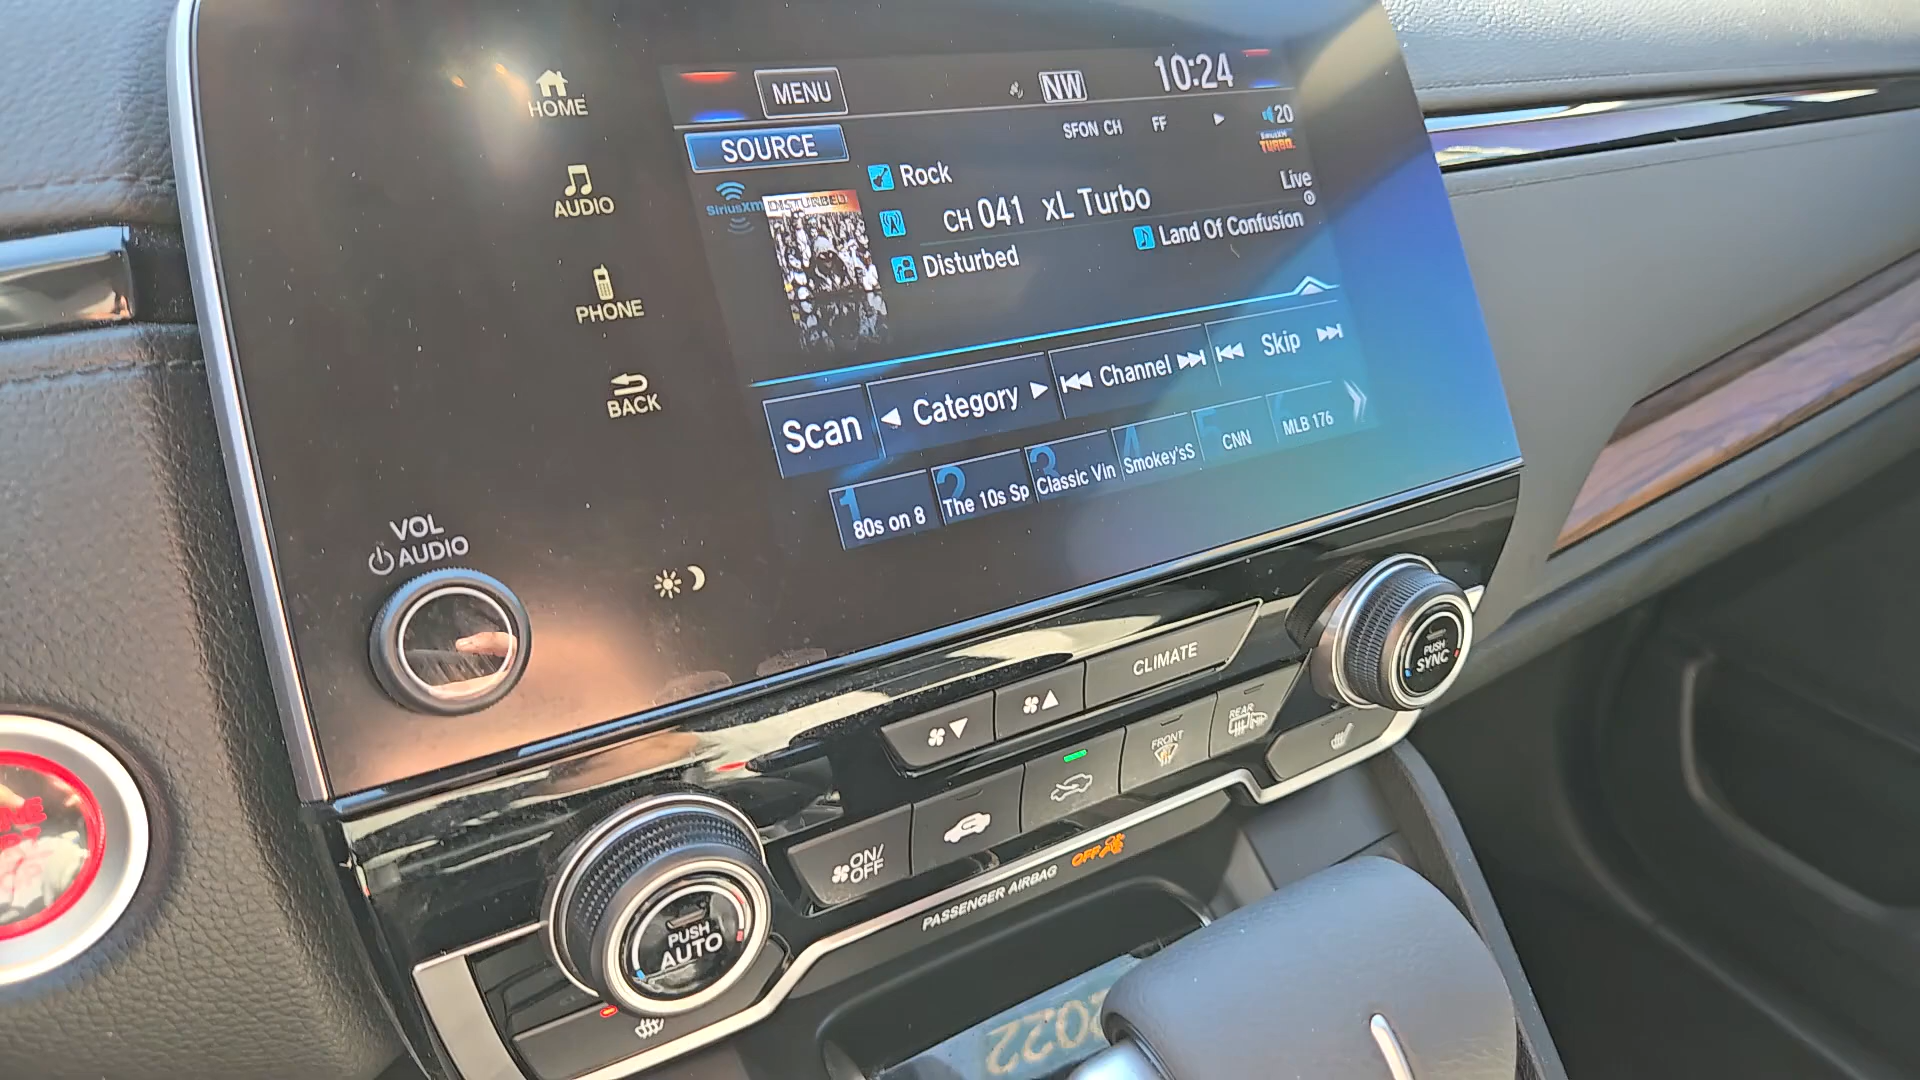 HOME
MENU
NW
10:24
SOURCE
SFON CH FF
20
SiriusXM
TURBO
AUDIO
SiriusXM
DISTURBED
Rock
CH 041 xL Turbo
Live
Disturbed
Land Of Confusion
PHONE
BACK
Scan
Category
Channel
Skip
1 80s on 8
2 The 10s Sp
3 Classic Vin
4 Smokey'sS
5 CNN
6 MLB 176
VOL
AUDIO
CLIMATE
PUSH
SYNC
FRONT
REAR
ON/
OFF
PUSH
AUTO
PASSENGER AIRBAG OFF
2022